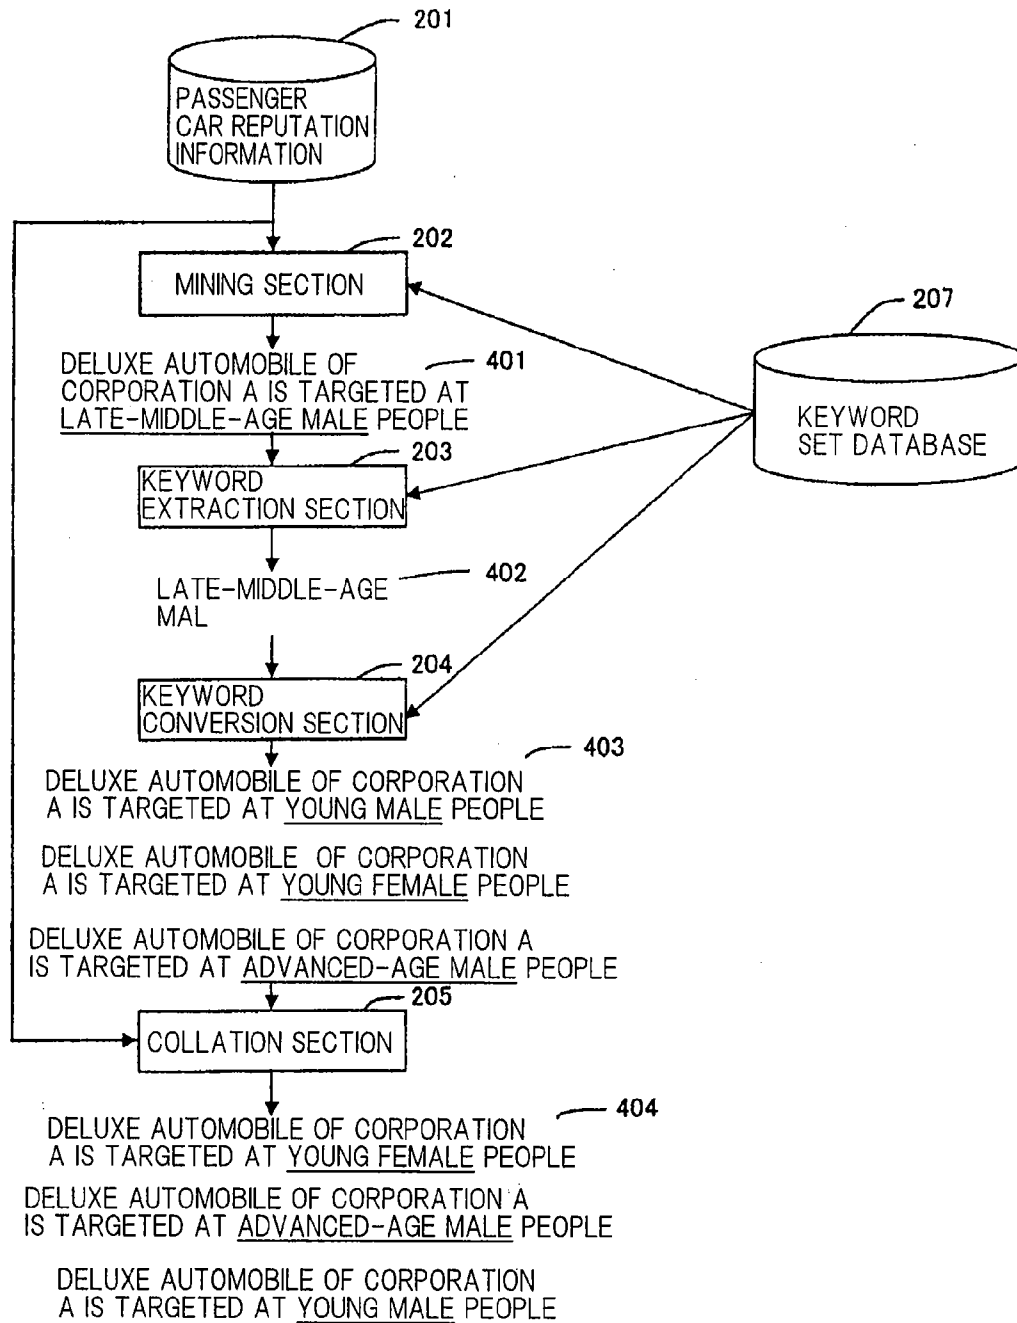 201
PASSENGER
CAR REPUTATION
INFORMATION
202
MINING SECTION
207
KEYWORD
SET DATABASE
401
DELUXE AUTOMOBILE OF
CORPORATION A IS TARGETED AT
LATE-MIDDLE-AGE MALE PEOPLE
203
KEYWORD
EXTRACTION SECTION
402
LATE-MIDDLE-AGE
MAL
204
KEYWORD
CONVERSION SECTION
403
DELUXE AUTOMOBILE OF CORPORATION
A IS TARGETED AT YOUNG MALE PEOPLE
DELUXE AUTOMOBILE OF CORPORATION
A IS TARGETED AT YOUNG FEMALE PEOPLE
DELUXE AUTOMOBILE OF CORPORATION A
IS TARGETED AT ADVANCED-AGE MALE PEOPLE
205
COLLATION SECTION
404
DELUXE AUTOMOBILE OF CORPORATION
A IS TARGETED AT YOUNG FEMALE PEOPLE
DELUXE AUTOMOBILE OF CORPORATION A
IS TARGETED AT ADVANCED-AGE MALE PEOPLE
DELUXE AUTOMOBILE OF CORPORATION
A IS TARGETED AT YOUNG MALE PEOPLE